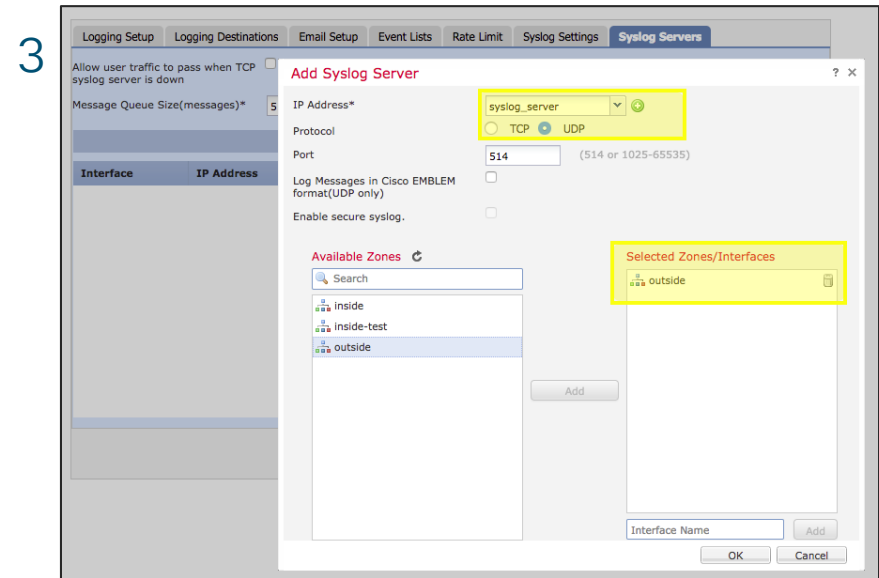 3
Logging Setup Logging Destinations Email Setup Event Lists Rate Limit Syslog Settings Syslog Servers
Allow user traffic to pass when TCP
syslog server is down
Message Queue Size(messages)* 5
Interface IP Address
Add Syslog Server ? ×
IP Address* syslog_server
Protocol TCP UDP
Port 514 (514 or 1025-65535)
Log Messages in Cisco EMBLEM
format(UDP only)
Enable secure syslog.
Available Zones
Search
inside
inside-test
outside
Add
Selected Zones/Interfaces
outside
Interface Name Add
OK Cancel